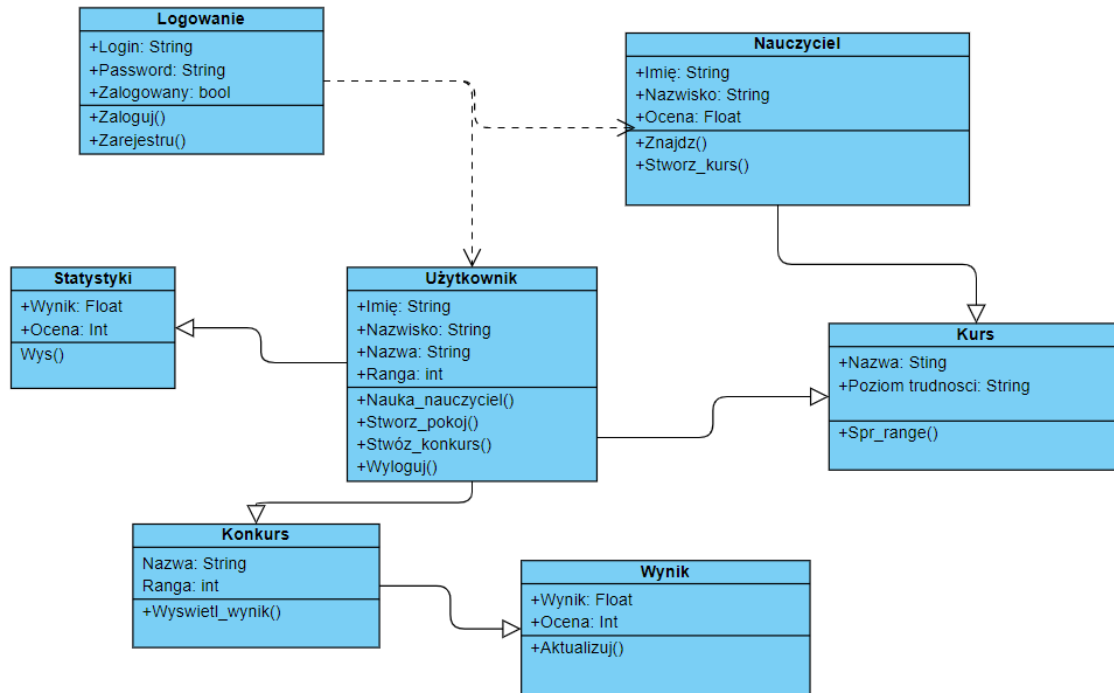 Logowanie
+Login: String
+Password: String
+Zalogowany: bool
+Zaloguj()
+Zarejestru()
Nauczyciel
+Imię: String
+Nazwisko: String
+Ocena: Float
+Znajdz()
+Stworz_kurs()
Statystyki
+Wynik: Float
+Ocena: Int
Wys()
Użytkownik
+Imię: String
+Nazwisko: String
+Nazwa: String
+Ranga: int
+Nauka_nauczyciel()
+Stworz_pokoj()
+Stwóz_konkurs()
+Wyloguj()
Kurs
+Nazwa: Sting
+Poziom trudnosci: String
+Spr_range()
Konkurs
Nazwa: String
Ranga: int
+Wyswietl_wynik()
Wynik
+Wynik: Float
+Ocena: Int
+Aktualizuj()